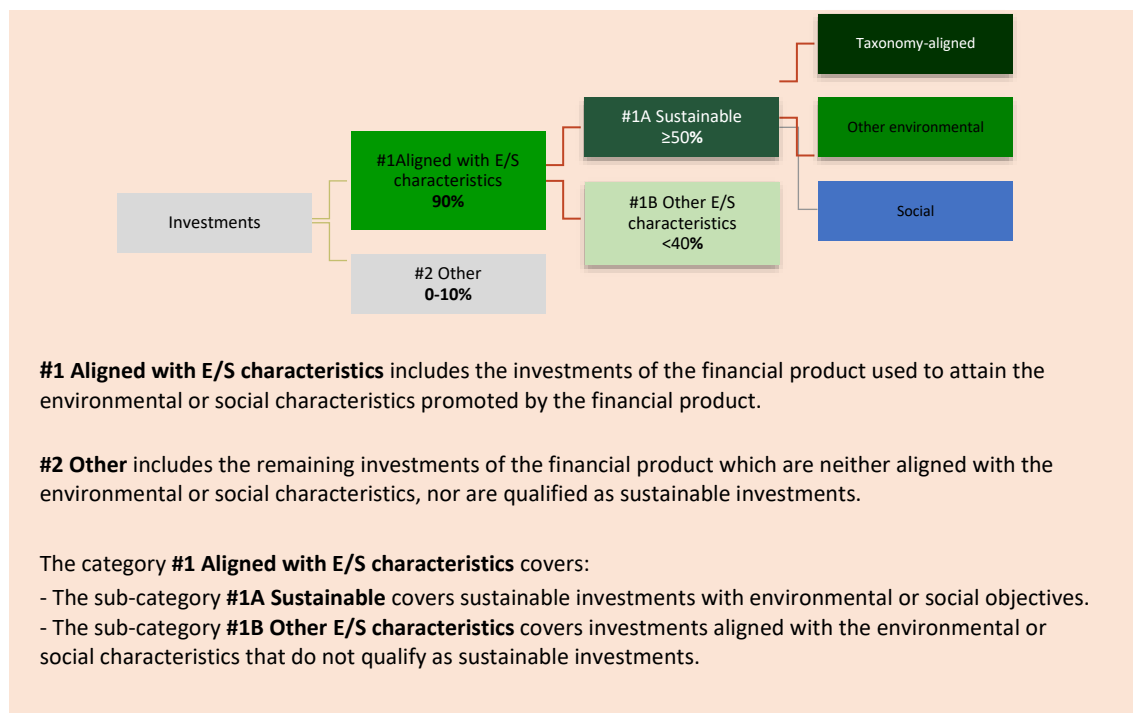 Taxonomy-aligned
#1A Sustainable
≥50%
Other environmental
#1Aligned with E/S
characteristics
90%
#1B Other E/S
characteristics
<40%
Social
Investments
#2 Other
0-10%
#1 Aligned with E/S characteristics includes the investments of the financial product used to attain the
environmental or social characteristics promoted by the financial product.
#2 Other includes the remaining investments of the financial product which are neither aligned with the
environmental or social characteristics, nor are qualified as sustainable investments.
The category #1 Aligned with E/S characteristics covers:
- The sub-category #1A Sustainable covers sustainable investments with environmental or social objectives.
- The sub-category #1B Other E/S characteristics covers investments aligned with the environmental or
social characteristics that do not qualify as sustainable investments.